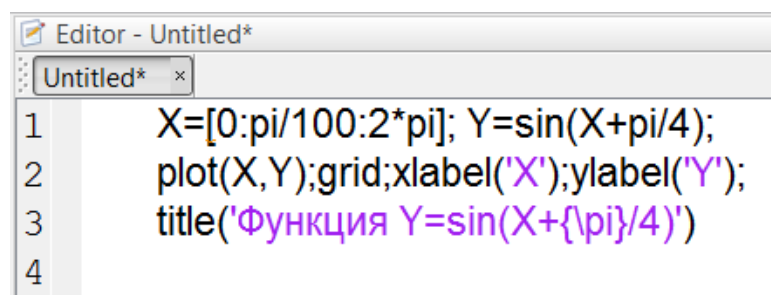 Editor - Untitled*
Untitled* ×
1 X=[0:pi/100:2*pi]; Y=sin(X+pi/4);
2 plot(X,Y);grid;xlabel('X');ylabel('Y');
3 title('Функция Y=sin(X+{\pi}/4)')
4